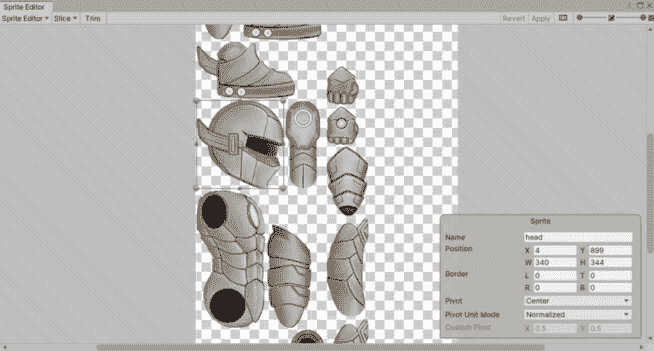 Sprite Editor
Sprite Editor Slice Trim Revert Apply
Sprite
Name head
Position X 4 Y 899
W 340 H 344
Border L 0 T 0
R 0 B 0
Pivot Center
Pivot Unit Mode Normalized
Custom Pivot X 0.5 Y 0.5